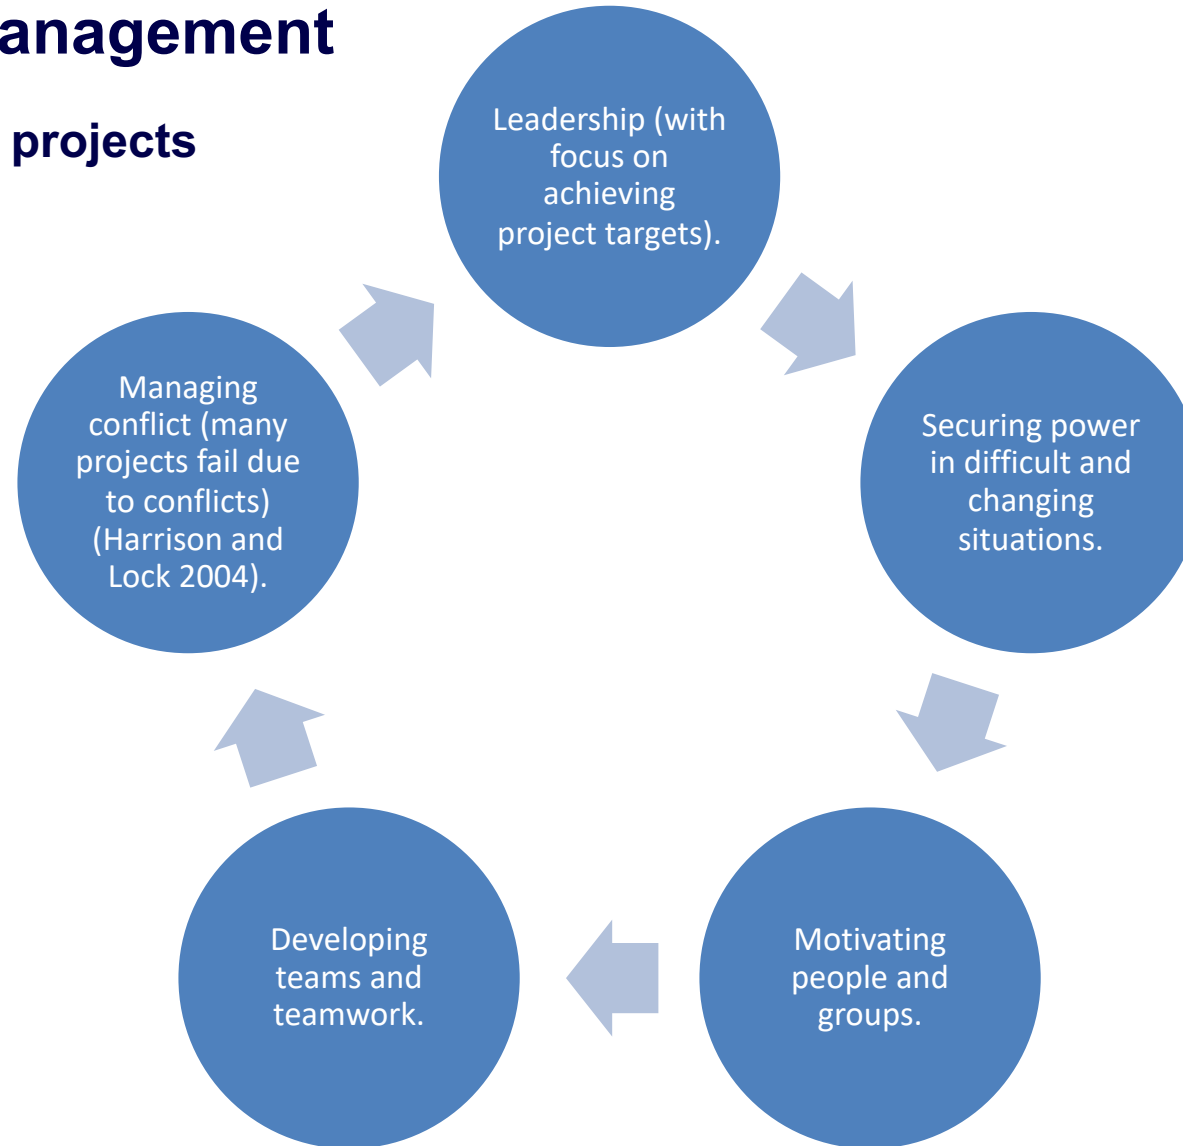 anagement
projects
Leadership (with
focus on
achieving
project targets).
Securing power
in difficult and
changing
situations.
Motivating
people and
groups.
Developing
teams and
teamwork.
Managing
conflict (many
projects fail due
to conflicts)
(Harrison and
Lock 2004).